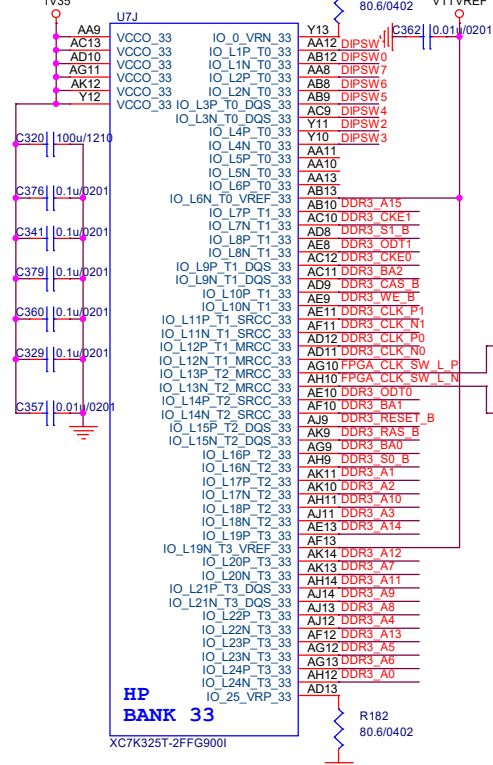 1V35
80.6/0402
VTTVREF
U7J
C362 0.01u/0201
AA9 VCCO_33 IO_0_VRN_33 Y13
AC13 VCCO_33 IO_L1P_T0_33 AA12 DIPSW
AD10 VCCO_33 IO_L1N_T0_33 AB12 DIPSW0
AG11 VCCO_33 IO_L2P_T0_33 AA8 DIPSW7
AK12 VCCO_33 IO_L2N_T0_33 AB8 DIPSW6
Y12 VCCO_33 IO_L3P_T0_DQS_33 AB9 DIPSW5
IO_L3N_T0_DQS_33 AC9 DIPSW4
IO_L4P_T0_33 Y11 DIPSW2
C320 100u/1210 IO_L4N_T0_33 Y10 DIPSW3
IO_L5P_T0_33 AA11
IO_L5N_T0_33 AA10
IO_L6P_T0_33 AA13
C376 0.1u/0201 IO_L6N_T0_VREF_33 AB13
IO_L7P_T1_33 AB10 DDR3_A15
IO_L7N_T1_33 AC10 DDR3_CKE1
C341 0.1u/0201 IO_L8P_T1_33 AD8 DDR3_S1_B
IO_L8N_T1_33 AE8 DDR3_ODT1
IO_L9P_T1_DQS_33 AC12 DDR3_CKE0
C379 0.1u/0201 IO_L9N_T1_DQS_33 AC11 DDR3_BA2
IO_L10P_T1_33 AD9 DDR3_CAS_B
IO_L10N_T1_33 AE9 DDR3_WE_B
C360 0.1u/0201 IO_L11P_T1_SRCC_33 AE11 DDR3_CLK_P1
IO_L11N_T1_SRCC_33 AF11 DDR3_CLK_N1
IO_L12P_T1_MRCC_33 AD12 DDR3_CLK_P0
C329 0.1u/0201 IO_L12N_T1_MRCC_33 AD11 DDR3_CLK_N0
IO_L13P_T2_MRCC_33 AG10 FPGA_CLK_SW_L_P
IO_L13N_T2_MRCC_33 AH10 FPGA_CLK_SW_L_N
IO_L14P_T2_SRCC_33 AE10 DDR3_ODT0
C357 0.01u/0201 IO_L14N_T2_SRCC_33 AF10 DDR3_BA1
IO_L15P_T2_DQS_33 AJ9 DDR3_RESET_B
IO_L15N_T2_DQS_33 AK9 DDR3_RAS_B
IO_L16P_T2_33 AG9 DDR3_BA0
IO_L16N_T2_33 AH9 DDR3_S0_B
IO_L17P_T2_33 AK11 DDR3_A1
IO_L17N_T2_33 AK10 DDR3_A2
IO_L18P_T2_33 AH11 DDR3_A10
IO_L18N_T2_33 AJ11 DDR3_A3
IO_L19P_T3_33 AE13 DDR3_A14
IO_L19N_T3_VREF_33 AF13
IO_L20P_T3_33 AK14 DDR3_A12
IO_L20N_T3_33 AK13 DDR3_A7
IO_L21P_T3_DQS_33 AH14 DDR3_A11
IO_L21N_T3_DQS_33 AJ14 DDR3_A9
IO_L22P_T3_33 AJ13 DDR3_A8
IO_L22N_T3_33 AJ12 DDR3_A4
IO_L23P_T3_33 AF12 DDR3_A13
IO_L23N_T3_33 AG12 DDR3_A5
IO_L24P_T3_33 AG13 DDR3_A6
IO_L24N_T3_33 AH12 DDR3_A0
IO_25_VRP_33 AD13
HP
BANK 33
R182
80.6/0402
XC7K325T-2FFG900I